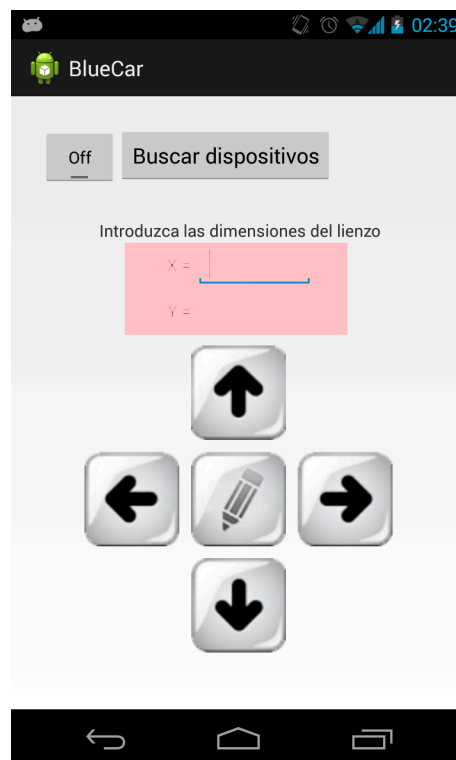 02:39
BlueCar
Off
Buscar dispositivos
Introduzca las dimensiones del lienzo
X =
Y =